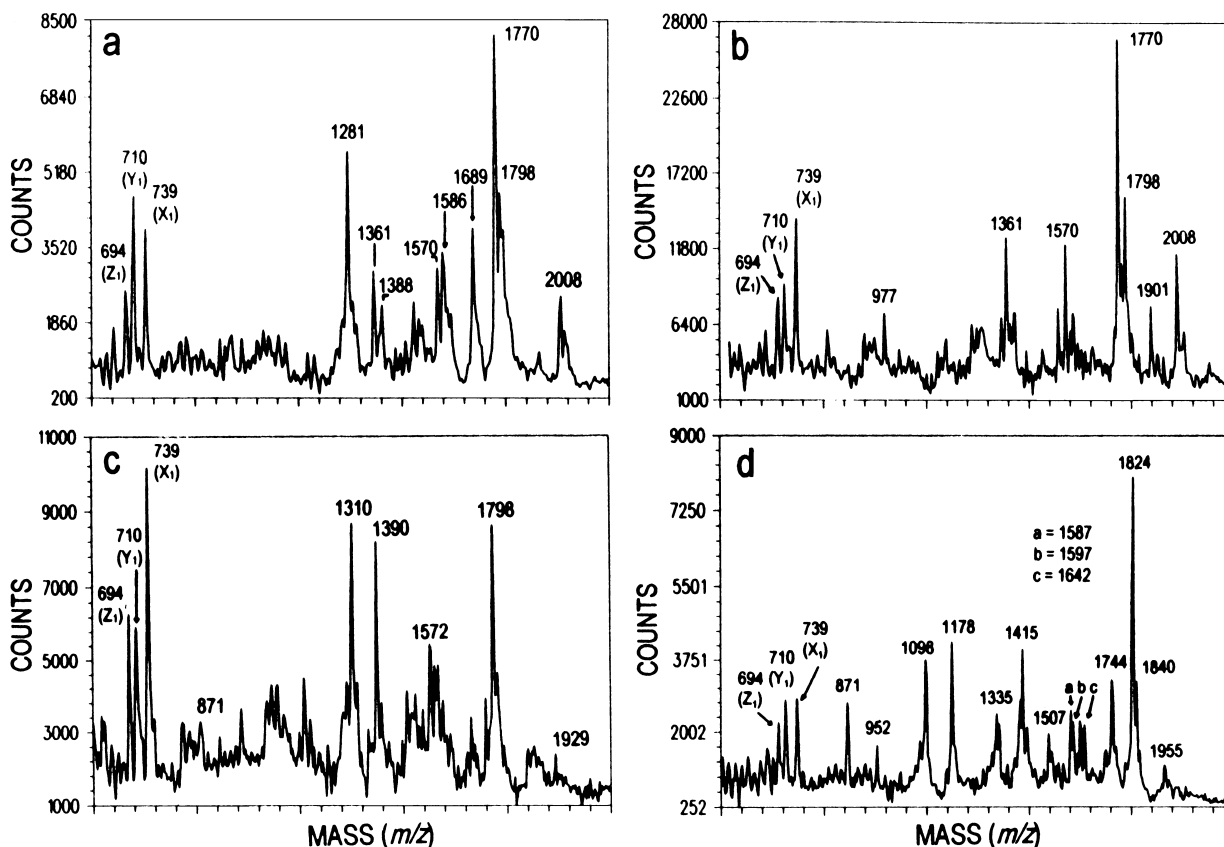 a
COUNTS
8500
6840
5180
3520
1860
200
694
(Z1)
710
(Y1)
739
(X1)
1281
1361
1388
1570
1586
1689
1770
1798
2008
b
COUNTS
28000
22600
17200
11800
6400
1000
694
(Z1)
710
(Y1)
739
(X1)
977
1361
1570
1770
1798
1901
2008
c
COUNTS
11000
9000
7000
5000
3000
1000
694
(Z1)
710
(Y1)
739
(X1)
871
1310
1390
1572
1798
1929
MASS (m/z)
d
COUNTS
9000
7250
5501
3751
2002
252
694
(Z1)
710
(Y1)
739
(X1)
871
952
1098
1178
1335
1415
1507
a b c
a = 1587
b = 1597
c = 1642
1744
1824
1840
1955
MASS (m/z)